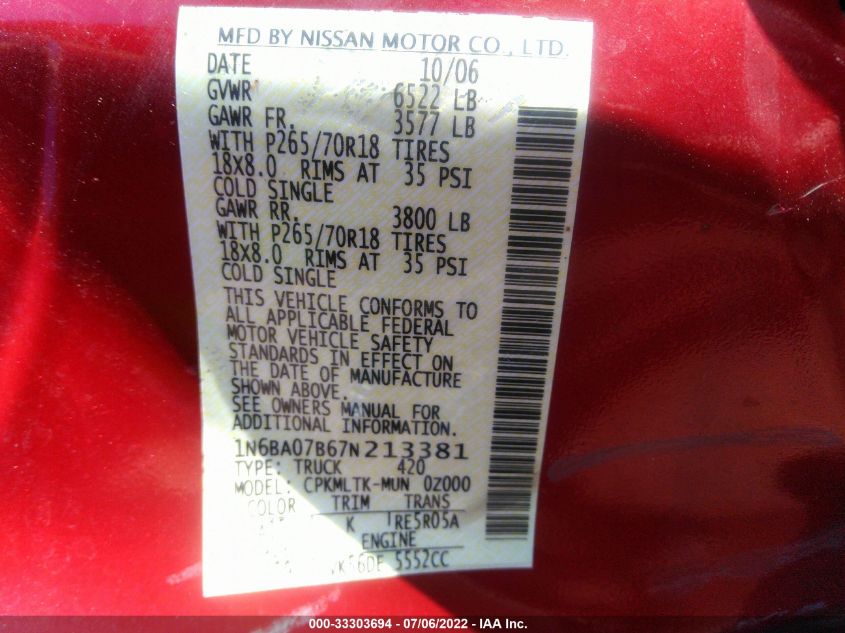 MFD BY NISSAN MOTOR CO., LTD.
DATE 10/06
GVWR 6522 LB
GAWR FR. 3577 LB
WITH P265/70R18 TIRES
18X8.0 RIMS AT 35 PSI
COLD SINGLE
GAWR RR. 3800 LB
WITH P265/70R18 TIRES
18X8.0 RIMS AT 35 PSI
COLD SINGLE
THIS VEHICLE CONFORMS TO
ALL APPLICABLE FEDERAL
MOTOR VEHICLE SAFETY
STANDARDS IN EFFECT ON
THE DATE OF MANUFACTURE
SHOWN ABOVE.
SEE OWNERS MANUAL FOR
ADDITIONAL INFORMATION.
1N6BA07B67N213381
TYPE: TRUCK 420
MODEL: CPKMLTK-MUN 0Z000
COLOR TRIM TRANS
K RE5R05A
ENGINE
VK56DE 5552CC
000-33303694 - 07/06/2022 - IAA Inc.